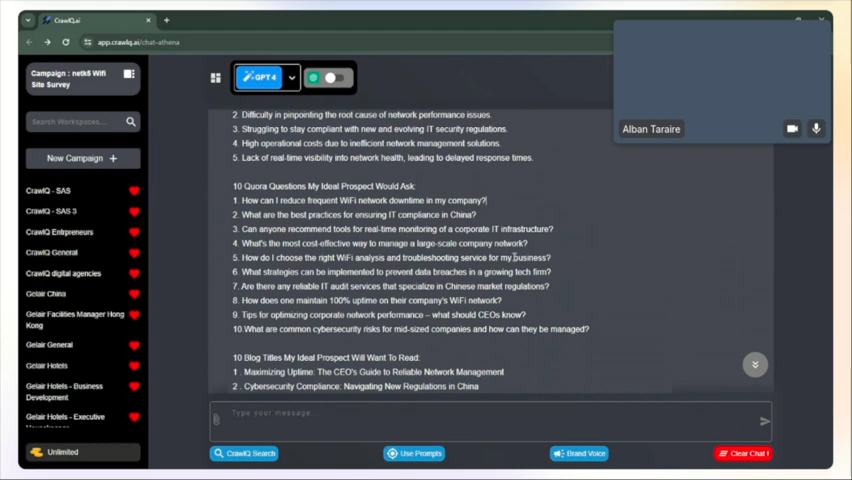 CrawlQ.ai
app.crawlq.ai/chat-athena
Campaign : netk5 Wifi
Site Survey
Search Workspaces...
New Campaign +
CrawlQ - SAS
CrawlQ - SAS 3
CrawlQ Entrpreneurs
CrawlQ General
CrawlQ digital agencies
Gelair China
Gelair Facilities Manager Hong
Kong
Gelair General
Gelair Hotels
Gelair Hotels - Business
Development
Gelair Hotels - Executive
Unlimited
GPT 4
2. Difficulty in pinpointing the root cause of network performance issues.
3. Struggling to stay compliant with new and evolving IT security regulations.
4. High operational costs due to inefficient network management solutions.
5. Lack of real-time visibility into network health, leading to delayed response times.
10 Quora Questions My Ideal Prospect Would Ask:
1. How can I reduce frequent WiFi network downtime in my company?
2. What are the best practices for ensuring IT compliance in China?
3. Can anyone recommend tools for real-time monitoring of a corporate IT infrastructure?
4. What's the most cost-effective way to manage a large-scale company network?
5. How do I choose the right WiFi analysis and troubleshooting service for my business?
6. What strategies can be implemented to prevent data breaches in a growing tech firm?
7. Are there any reliable IT audit services that specialize in Chinese market regulations?
8. How does one maintain 100% uptime on their company's WiFi network?
9. Tips for optimizing corporate network performance – what should CEOs know?
10.What are common cybersecurity risks for mid-sized companies and how can they be managed?
10 Blog Titles My Ideal Prospect Will Want To Read:
1 . Maximizing Uptime: The CEO's Guide to Reliable Network Management
2 . Cybersecurity Compliance: Navigating New Regulations in China
Type your message...
CrawlQ Search
Use Prompts
Brand Voice
Clear Chat !
Alban Taraire